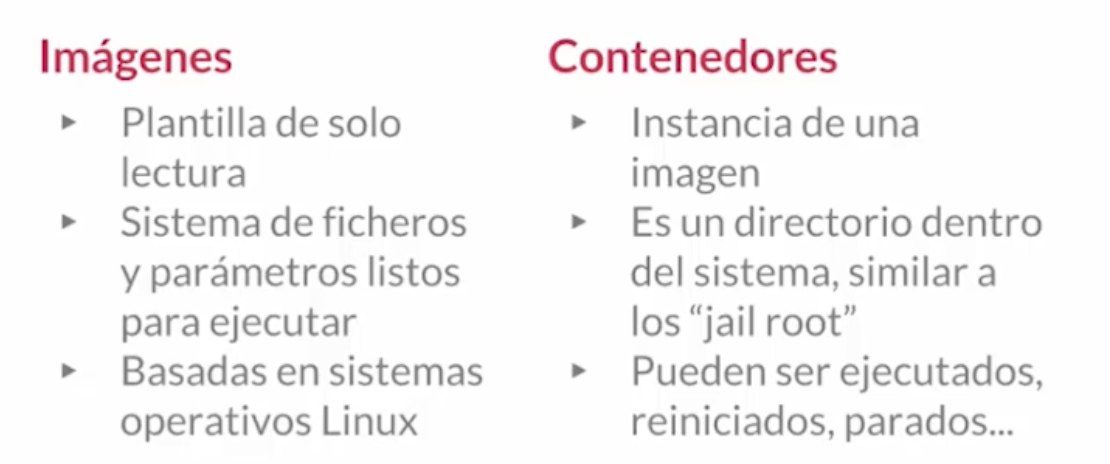 Imágenes
▸ Plantilla de solo
lectura
▸ Sistema de ficheros
y parámetros listos
para ejecutar
▸ Basadas en sistemas
operativos Linux
Contenedores
▸ Instancia de una
imagen
▸ Es un directorio dentro
del sistema, similar a
los “jail root”
▸ Pueden ser ejecutados,
reiniciados, parados...